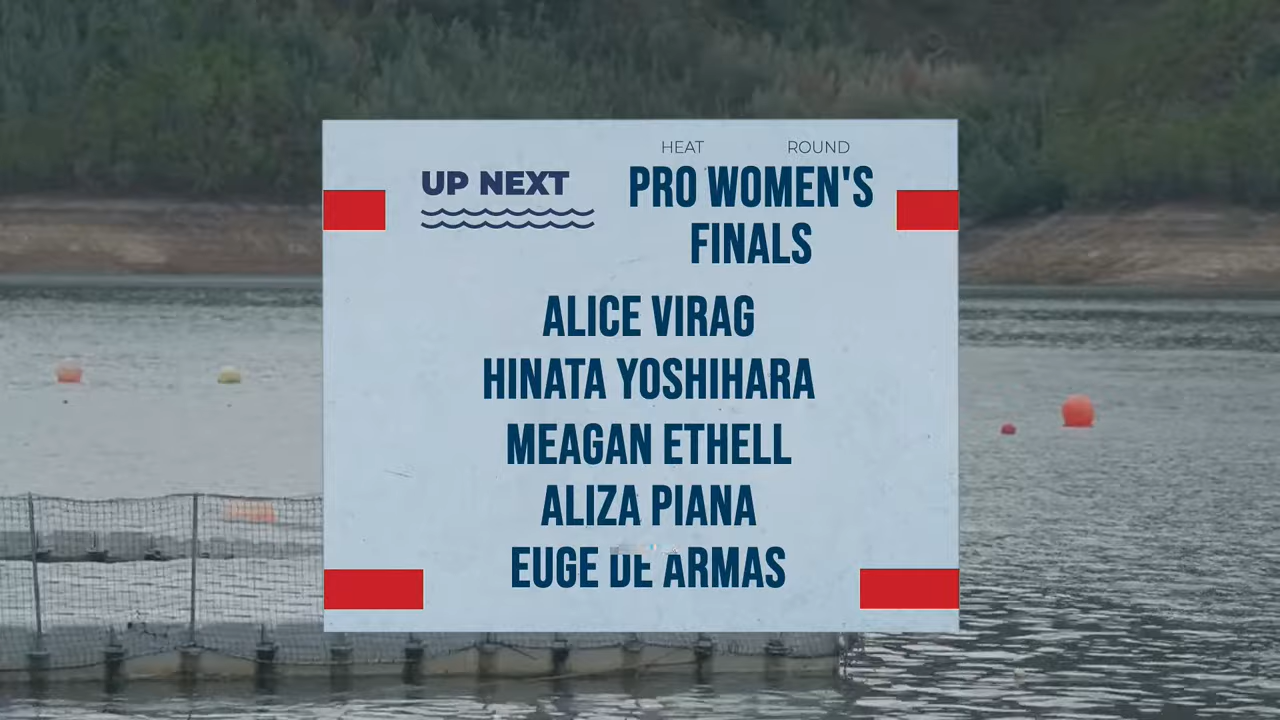 HEAT ROUND
UP NEXT
PRO WOMEN'S
FINALS
ALICE VIRAG
HINATA YOSHIHARA
MEAGAN ETHELL
ALIZA PIANA
EUGE DE ARMAS